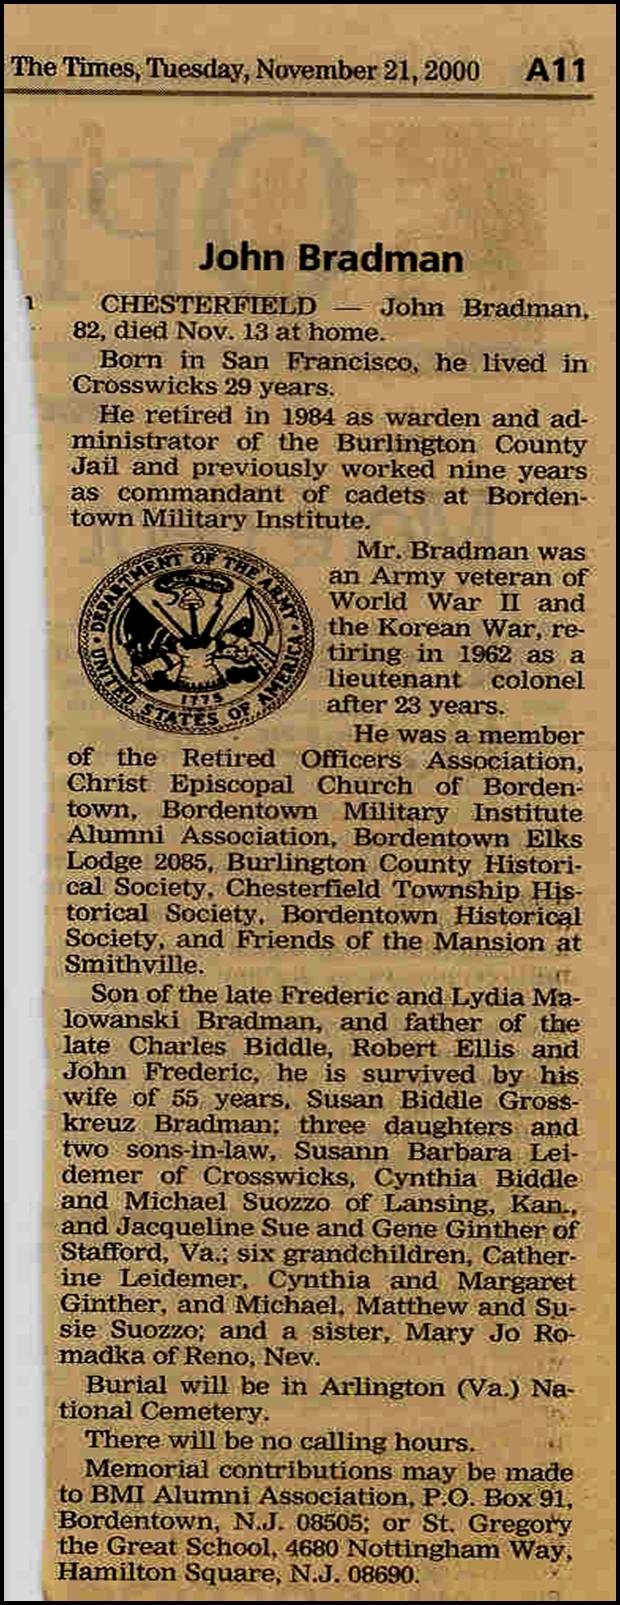 The Times, Tuesday, November 21, 2000 A11
John Bradman
CHESTERFIELD — John Bradman,
82, died Nov. 13 at home.
Born in San Francisco, he lived in
Crosswicks 29 years.
He retired in 1984 as warden and ad-
ministrator of the Burlington County
Jail and previously worked nine years
as commandant of cadets at Borden-
town Military Institute.
Mr. Bradman was
an Army veteran of
World War II and
the Korean War, re-
tiring in 1962 as a
lieutenant colonel
after 23 years.
DEPARTMENT OF THE ARMY
UNITED STATES OF AMERICA
1775
He was a member
of the Retired Officers Association,
Christ Episcopal Church of Borden-
town, Bordentown Military Institute
Alumni Association, Bordentown Elks
Lodge 2085, Burlington County Histori-
cal Society, Chesterfield Township His-
torical Society, Bordentown Historical
Society, and Friends of the Mansion at
Smithville.
Son of the late Frederic and Lydia Ma-
lowanski Bradman, and father of the
late Charles Biddle, Robert Ellis and
John Frederic, he is survived by his
wife of 55 years, Susan Biddle Gross-
kreuz Bradman; three daughters and
two sons-in-law, Susann Barbara Lei-
demer of Crosswicks, Cynthia Biddle
and Michael Suozzo of Lansing, Kan.,
and Jacqueline Sue and Gene Ginther of
Stafford, Va.; six grandchildren, Cather-
ine Leidemer, Cynthia and Margaret
Ginther, and Michael, Matthew and Su-
sie Suozzo; and a sister, Mary Jo Ro-
madka of Reno, Nev.
Burial will be in Arlington (Va.) Na-
tional Cemetery.
There will be no calling hours.
Memorial contributions may be made
to BMI Alumni Association, P.O. Box 91,
Bordentown, N.J. 08505; or St. Gregory
the Great School, 4680 Nottingham Way,
Hamilton Square, N.J. 08690.